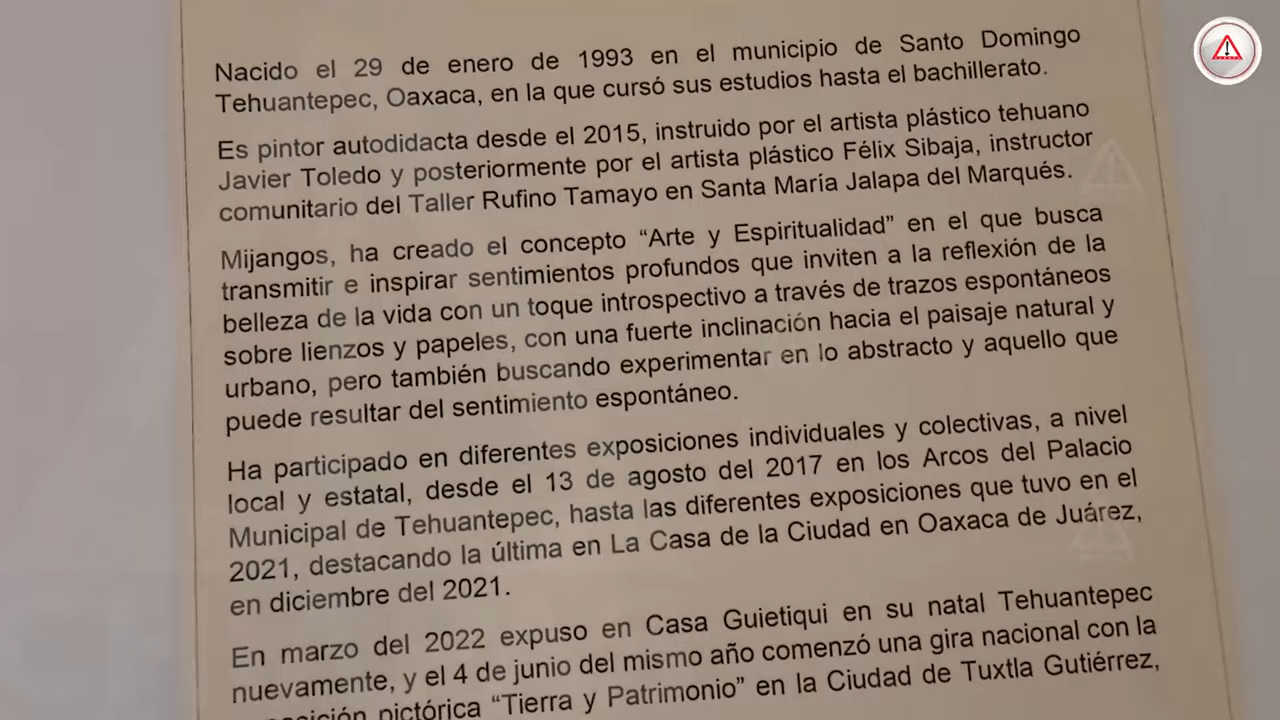 Nacido el 29 de enero de 1993 en el municipio de Santo Domingo
Tehuantepec, Oaxaca, en la que cursó sus estudios hasta el bachillerato.
Es pintor autodidacta desde el 2015, instruido por el artista plástico tehuano
Javier Toledo y posteriormente por el artista plástico Félix Sibaja, instructor
comunitario del Taller Rufino Tamayo en Santa María Jalapa del Marqués.
Mijangos, ha creado el concepto “Arte y Espiritualidad” en el que busca
transmitir e inspirar sentimientos profundos que inviten a la reflexión de la
belleza de la vida con un toque introspectivo a través de trazos espontáneos
sobre lienzos y papeles, con una fuerte inclinación hacia el paisaje natural y
urbano, pero también buscando experimentar en lo abstracto y aquello que
puede resultar del sentimiento espontáneo.
Ha participado en diferentes exposiciones individuales y colectivas, a nivel
local y estatal, desde el 13 de agosto del 2017 en los Arcos del Palacio
Municipal de Tehuantepec, hasta las diferentes exposiciones que tuvo en el
2021, destacando la última en La Casa de la Ciudad en Oaxaca de Juárez,
en diciembre del 2021.
En marzo del 2022 expuso en Casa Guietiqui en su natal Tehuantepec
nuevamente, y el 4 de junio del mismo año comenzó una gira nacional con la
pictórica “Tierra y Patrimonio” en la Ciudad de Tuxtla Gutiérrez,